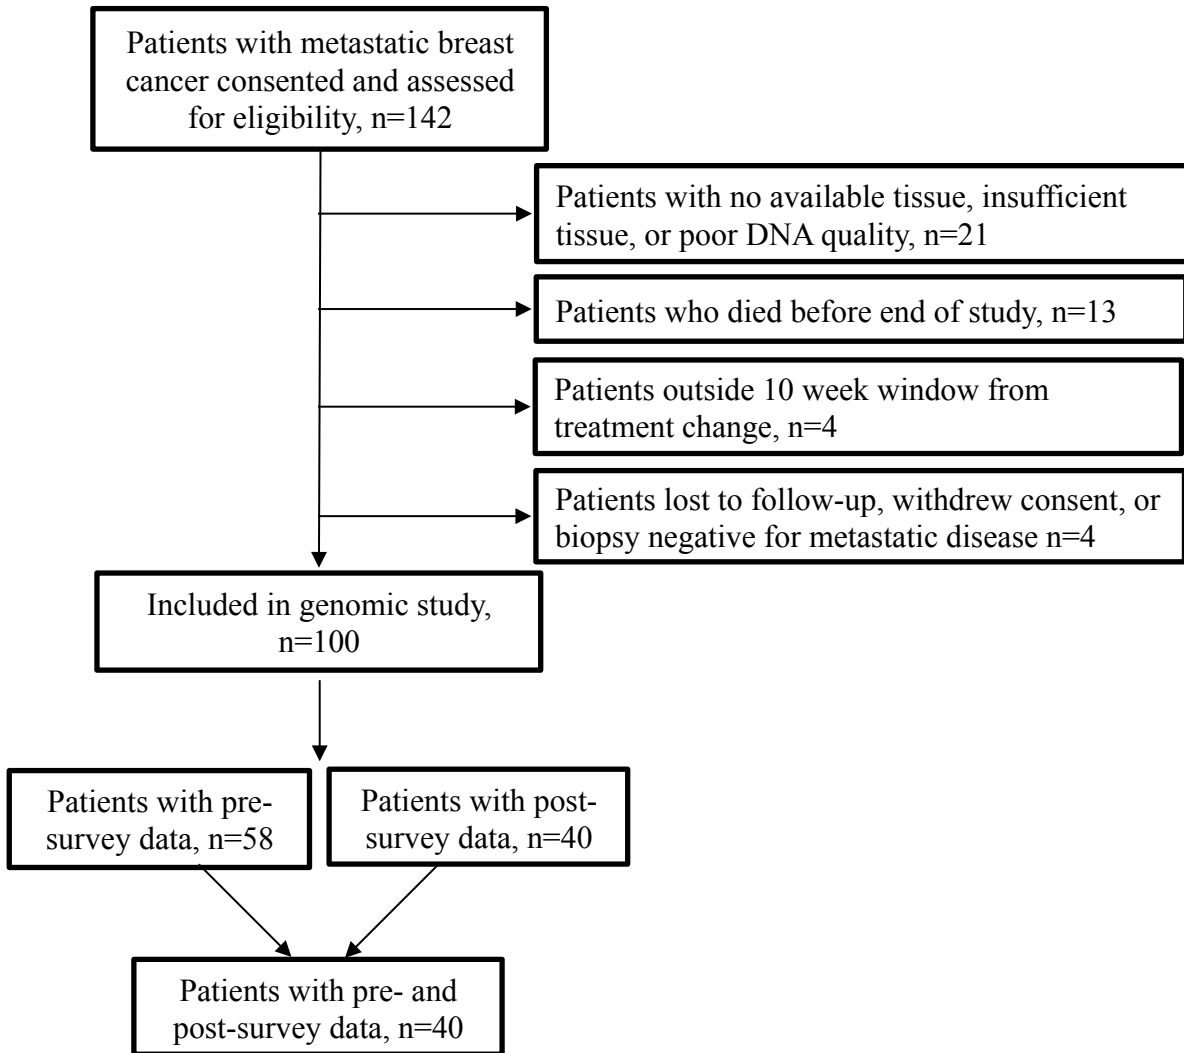 Patients with metastatic breast
cancer consented and assessed
for eligibility, n=142
Patients with no available tissue, insufficient
tissue, or poor DNA quality, n=21
Patients who died before end of study, n=13
Patients outside 10 week window from
treatment change, n=4
Patients lost to follow-up, withdrew consent, or
biopsy negative for metastatic disease n=4
Included in genomic study,
n=100
Patients with pre-
survey data, n=58
Patients with post-
survey data, n=40
Patients with pre- and
post-survey data, n=40